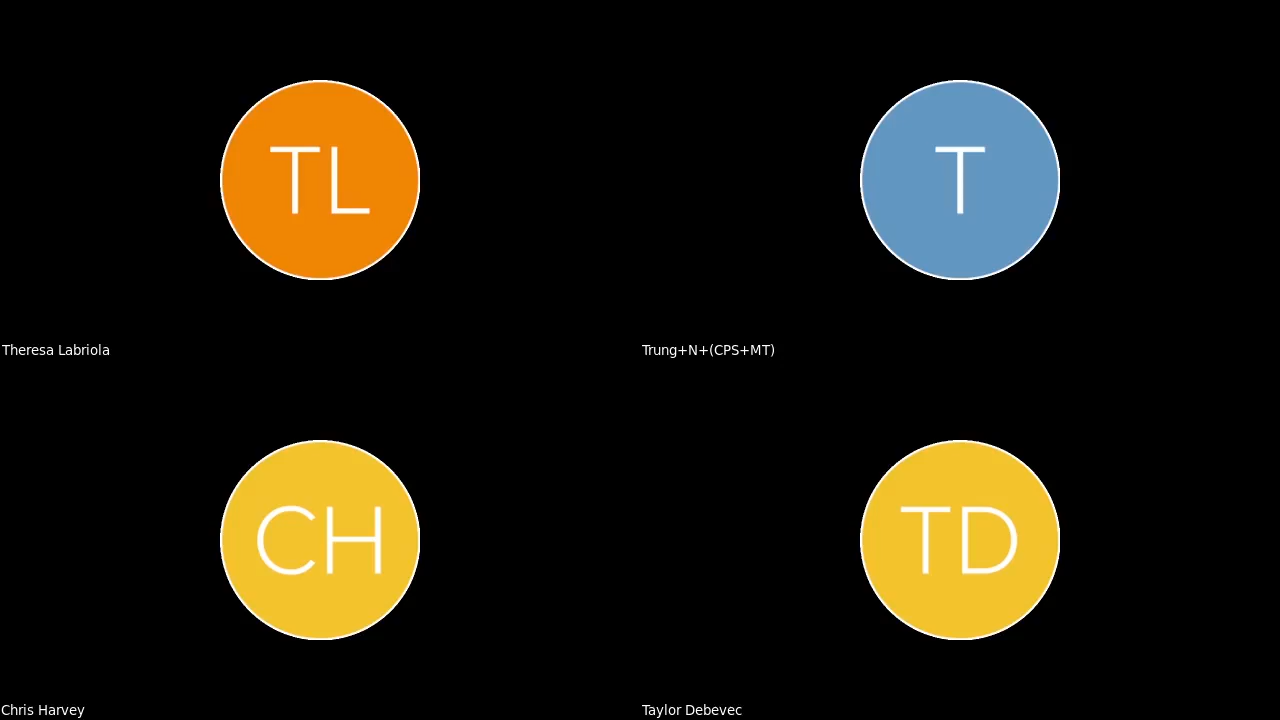 TL
T
Theresa Labriola
Trung+N+(CPS+MT)
CH
TD
Chris Harvey
Taylor Debevec